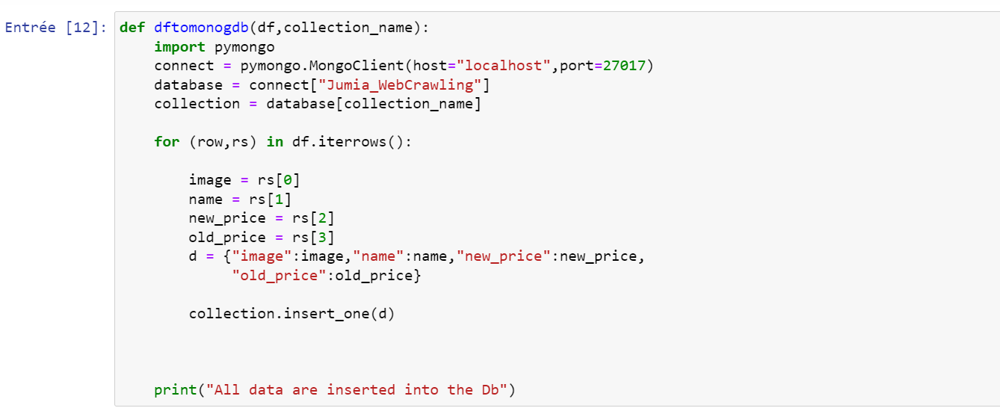 Entrée [12]: def dftomonogdb(df,collection_name):
import pymongo
connect = pymongo.MongoClient(host="localhost",port=27017)
database = connect["Jumia_WebCrawling"]
collection = database[collection_name]
for (row,rs) in df.iterrows():
image = rs[0]
name = rs[1]
new_price = rs[2]
old_price = rs[3]
d = {"image":image,"name":name,"new_price":new_price,
"old_price":old_price}
collection.insert_one(d)
print("All data are inserted into the Db")